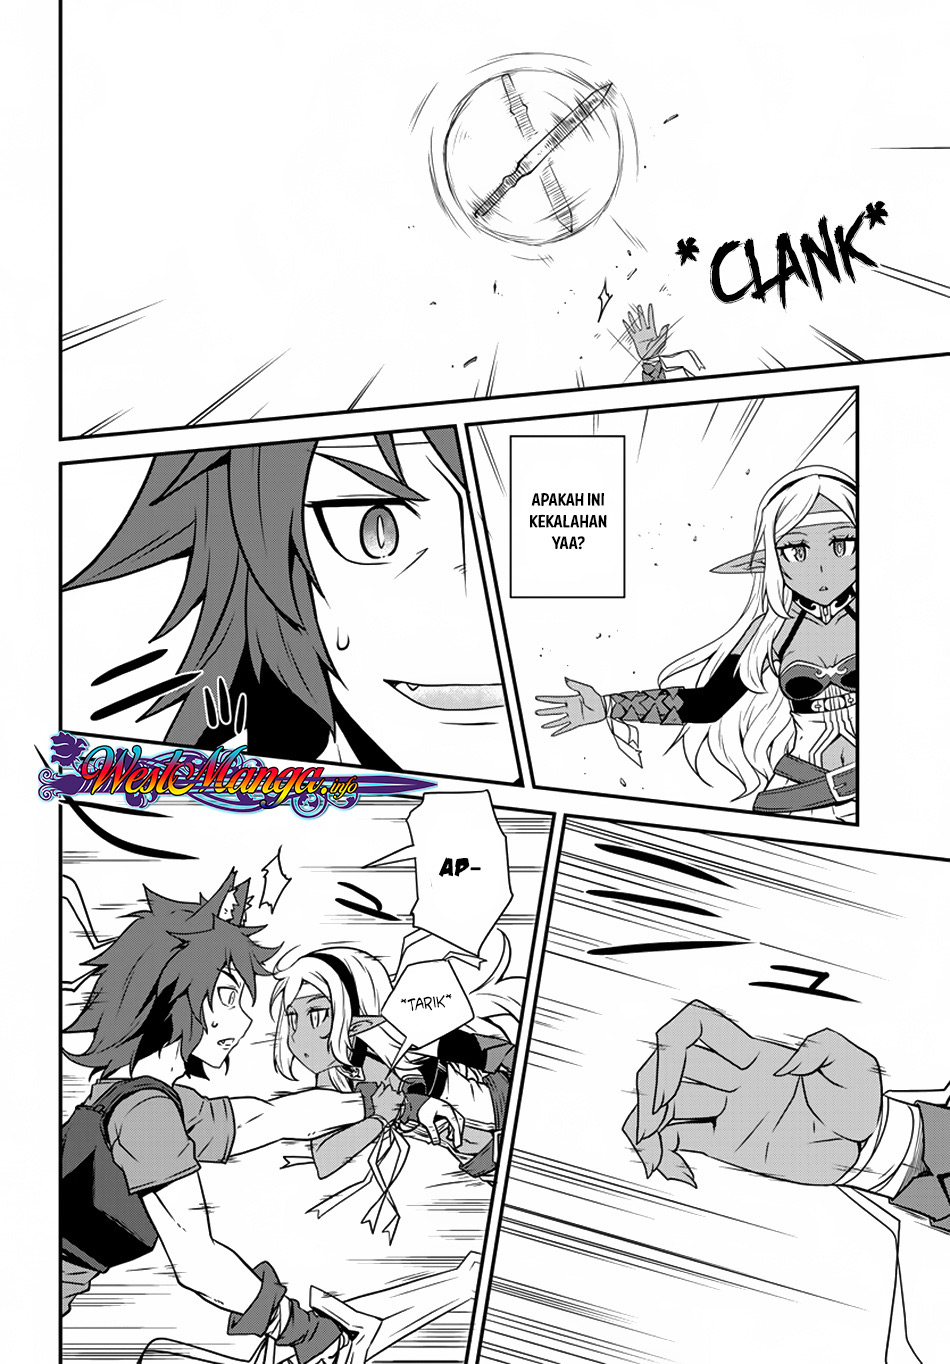 *CLANK*
APAKAH INI
KEKALAHAN
YAA?
WestManga.info
AP-
*TARIK*